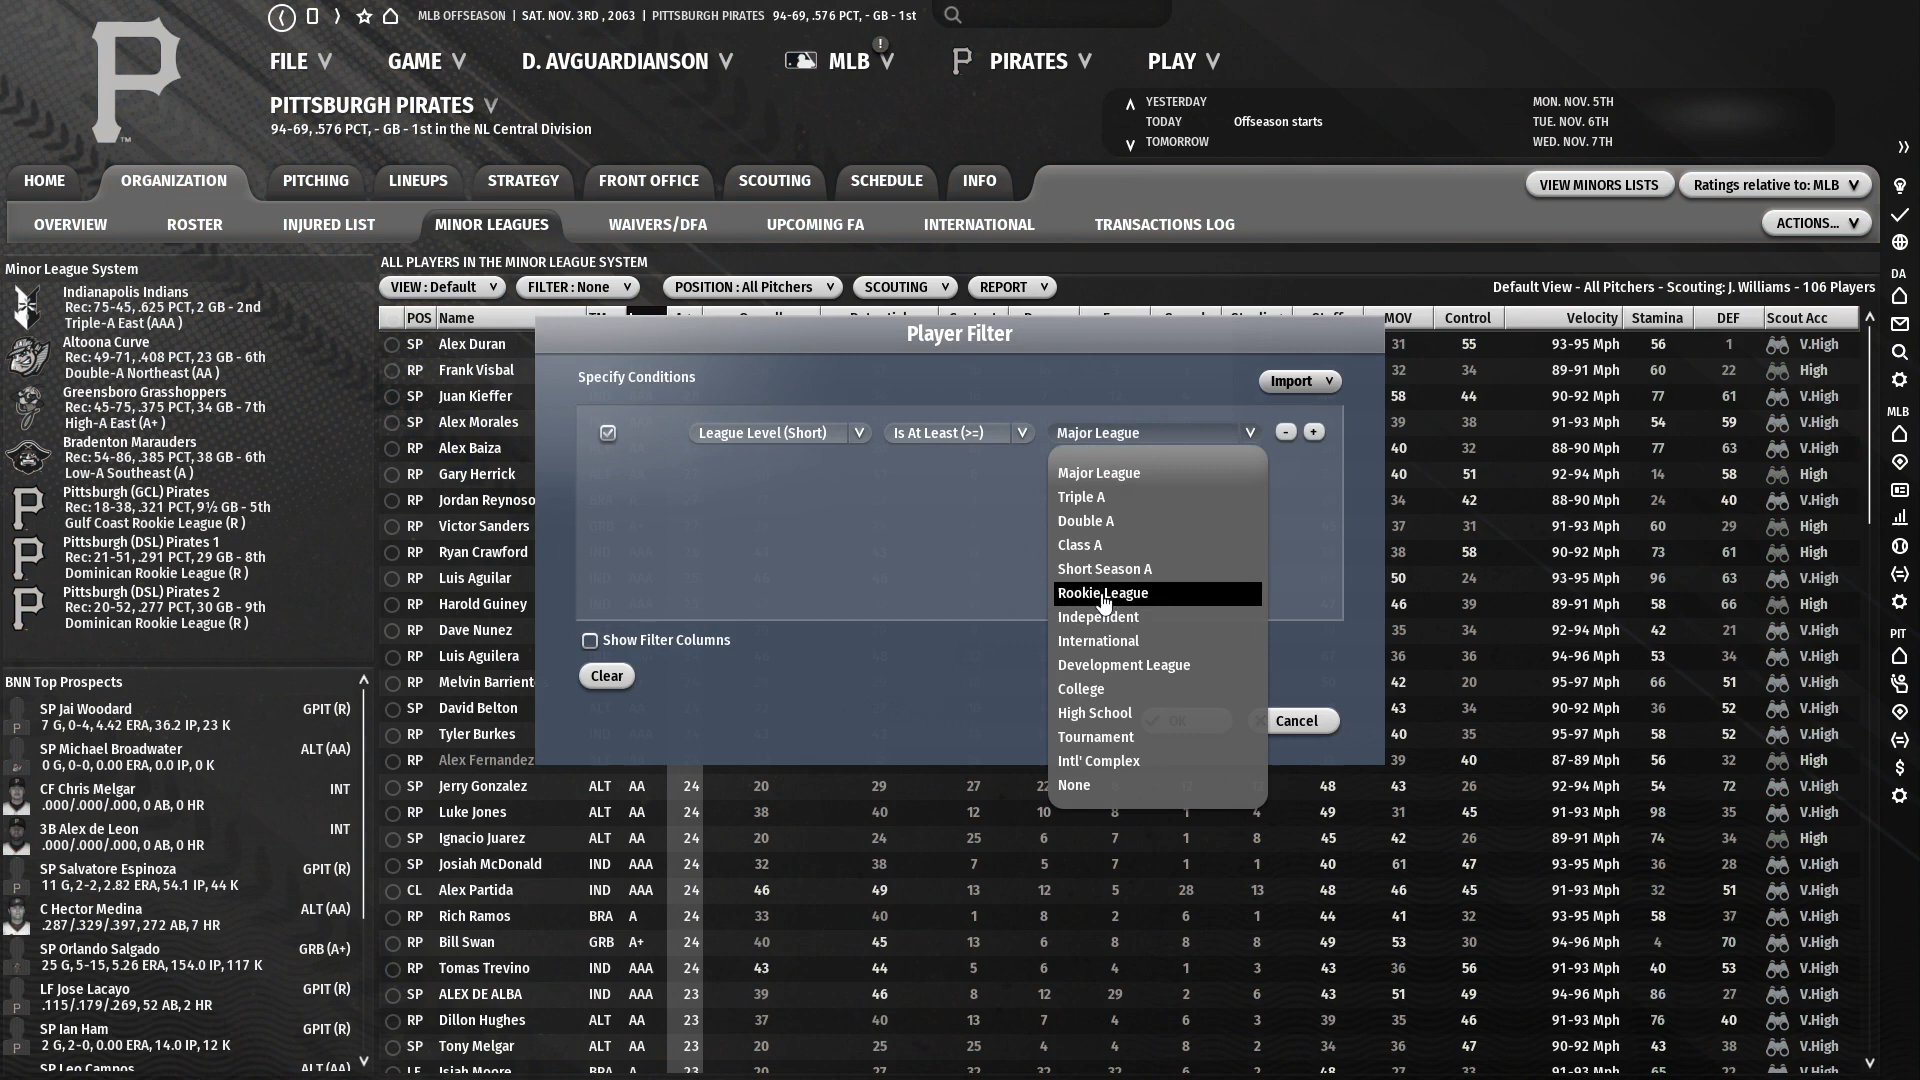 MLB OFFSEASON | SAT. NOV. 3RD , 2063 | PITTSBURGH PIRATES 94-69, .576 PCT, - GB - 1st
FILE GAME D. AVGUARDIANSON MLB ! PIRATES PLAY
PITTSBURGH PIRATES
94-69, .576 PCT, - GB - 1st in the NL Central Division
YESTERDAY
TODAY Offseason starts
TOMORROW
MON. NOV. 5TH
TUE. NOV. 6TH
WED. NOV. 7TH
HOME ORGANIZATION PITCHING LINEUPS STRATEGY FRONT OFFICE SCOUTING SCHEDULE INFO
VIEW MINORS LISTS Ratings relative to: MLB
OVERVIEW ROSTER INJURED LIST MINOR LEAGUES WAIVERS/DFA UPCOMING FA INTERNATIONAL TRANSACTIONS LOG
ACTIONS...
Minor League System
Indianapolis Indians
Rec: 75-45, .625 PCT, 2 GB - 2nd
Triple-A East (AAA )
Altoona Curve
Rec: 49-71, .408 PCT, 23 GB - 6th
Double-A Northeast (AA )
Greensboro Grasshoppers
Rec: 45-75, .375 PCT, 34 GB - 7th
High-A East (A+ )
Bradenton Marauders
Rec: 54-86, .385 PCT, 38 GB - 6th
Low-A Southeast (A )
Pittsburgh (GCL) Pirates
Rec: 18-38, .321 PCT, 9½ GB - 5th
Gulf Coast Rookie League (R )
Pittsburgh (DSL) Pirates 1
Rec: 21-51, .291 PCT, 29 GB - 8th
Dominican Rookie League (R )
Pittsburgh (DSL) Pirates 2
Rec: 20-52, .277 PCT, 30 GB - 9th
Dominican Rookie League (R )
BNN Top Prospects
SP Jai Woodard GPIT (R)
7 G, 0-4, 4.42 ERA, 36.2 IP, 23 K
SP Michael Broadwater ALT (AA)
0 G, 0-0, 0.00 ERA, 0.0 IP, 0 K
CF Chris Melgar INT
.000/.000/.000, 0 AB, 0 HR
3B Alex de Leon INT
.000/.000/.000, 0 AB, 0 HR
SP Salvatore Espinoza GPIT (R)
11 G, 2-2, 2.82 ERA, 54.1 IP, 44 K
C Hector Medina ALT (AA)
.287/.329/.397, 272 AB, 7 HR
SP Orlando Salgado GRB (A+)
25 G, 5-15, 5.26 ERA, 154.0 IP, 117 K
LF Jose Lacayo GPIT (R)
.115/.179/.269, 52 AB, 2 HR
SP Ian Ham GPIT (R)
2 G, 2-0, 0.00 ERA, 14.0 IP, 12 K
SP Leo Campos ALT (AA)
ALL PLAYERS IN THE MINOR LEAGUE SYSTEM
VIEW : Default FILTER : None POSITION : All Pitchers SCOUTING REPORT
Default View - All Pitchers - Scouting: J. Williams - 106 Players
POS Name MOV Control Velocity Stamina DEF Scout Acc
SP Alex Duran 31 55 93-95 Mph 56 1 V.High
RP Frank Visbal 32 34 89-91 Mph 60 22 High
SP Juan Kieffer 58 44 90-92 Mph 77 61 V.High
SP Alex Morales 39 38 91-93 Mph 54 59 V.High
RP Alex Baiza 40 32 88-90 Mph 77 63 V.High
RP Gary Herrick 40 51 92-94 Mph 14 58 High
RP Jordan Reynoso 34 42 88-90 Mph 24 40 V.High
RP Victor Sanders 37 31 91-93 Mph 60 29 High
RP Ryan Crawford 38 58 90-92 Mph 73 61 High
RP Luis Aguilar 50 24 93-95 Mph 96 63 V.High
RP Harold Guiney 46 39 89-91 Mph 58 66 High
RP Dave Nunez 35 34 92-94 Mph 42 21 V.High
RP Luis Aguilera 36 36 94-96 Mph 53 34 V.High
RP Melvin Barrient 42 20 95-97 Mph 66 51 V.High
SP David Belton 43 34 90-92 Mph 36 52 V.High
RP Tyler Burkes 40 35 95-97 Mph 58 52 V.High
RP Alex Fernandez 39 40 87-89 Mph 56 32 High
SP Jerry Gonzalez ALT AA 24 20 29 27 48 43 26 92-94 Mph 54 72 V.High
RP Luke Jones ALT AA 24 38 40 12 10 8 1 4 49 31 45 91-93 Mph 98 35 V.High
SP Ignacio Juarez ALT AA 24 20 24 25 6 7 1 8 45 42 26 89-91 Mph 74 34 High
SP Josiah McDonald IND AAA 24 32 38 7 5 7 1 1 40 61 47 93-95 Mph 36 28 V.High
CL Alex Partida IND AAA 24 46 49 13 12 5 28 13 48 46 45 91-93 Mph 32 51 V.High
RP Rich Ramos BRA A 24 33 40 1 8 2 6 1 44 41 32 93-95 Mph 58 37 V.High
RP Bill Swan GRB A+ 24 40 45 13 6 8 8 8 49 53 30 94-96 Mph 4 70 V.High
RP Tomas Trevino IND AAA 24 43 44 5 6 4 1 3 43 36 56 91-93 Mph 40 53 V.High
SP ALEX DE ALBA IND AAA 23 39 46 8 12 29 2 6 43 51 49 94-96 Mph 86 27 V.High
RP Dillon Hughes ALT AA 23 37 40 13 7 4 6 3 39 35 46 91-93 Mph 76 40 V.High
SP Tony Melgar ALT AA 23 20 25 25 4 4 8 2 34 36 47 90-92 Mph 43 38 V.High
Player Filter
Specify Conditions
Import
League Level (Short) Is At Least (>=) Major League - +
Major League
Triple A
Double A
Class A
Short Season A
Rookie League
Independent
International
Development League
College
High School
Tournament
Intl' Complex
None
Show Filter Columns
Clear
OK Cancel
DA
MLB
PIT